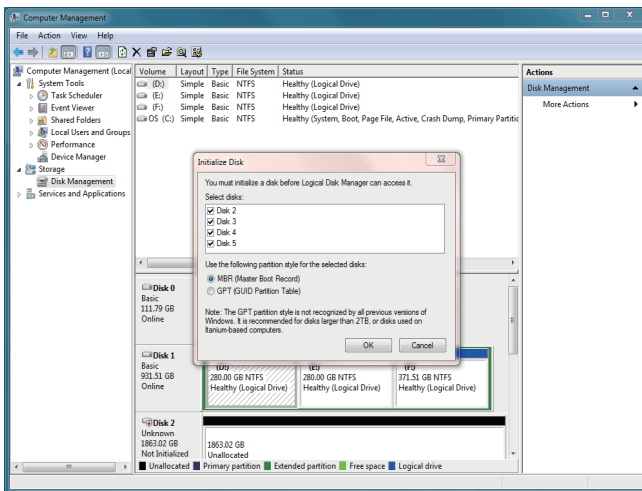 Computer Management
File Action View Help
Computer Management (Local
System Tools
Task Scheduler
Event Viewer
Shared Folders
Local Users and Groups
Performance
Device Manager
Storage
Disk Management
Services and Applications
Volume Layout Type File System Status
(D:) Simple Basic NTFS Healthy (Logical Drive)
(E:) Simple Basic NTFS Healthy (Logical Drive)
(F:) Simple Basic NTFS Healthy (Logical Drive)
OS (C:) Simple Basic NTFS Healthy (System, Boot, Page File, Active, Crash Dump, Primary Partitic
Actions
Disk Management
More Actions
Initialize Disk
You must initialize a disk before Logical Disk Manager can access it.
Select disks:
Disk 2
Disk 3
Disk 4
Disk 5
Use the following partition style for the selected disks:
MBR (Master Boot Record)
GPT (GUID Partition Table)
Note: The GPT partition style is not recognized by all previous versions of
Windows. It is recommended for disks larger than 2TB, or disks used on
Itanium-based computers.
OK Cancel
Disk 0
Basic
111.79 GB
Online
Disk 1
Basic
931.51 GB
Online
(D:)
280.00 GB NTFS
Healthy (Logical Drive)
(E:)
280.00 GB NTFS
Healthy (Logical Drive)
(F:)
371.51 GB NTFS
Healthy (Logical Drive)
Disk 2
Unknown
1863.02 GB
Not Initialized
1863.02 GB
Unallocated
Unallocated Primary partition Extended partition Free space Logical drive